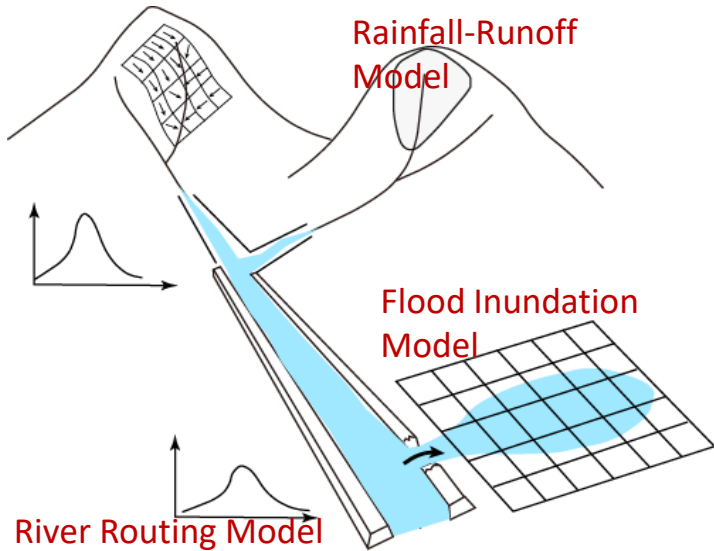 Rainfall-Runoff
Model
Flood Inundation
Model
River Routing Model